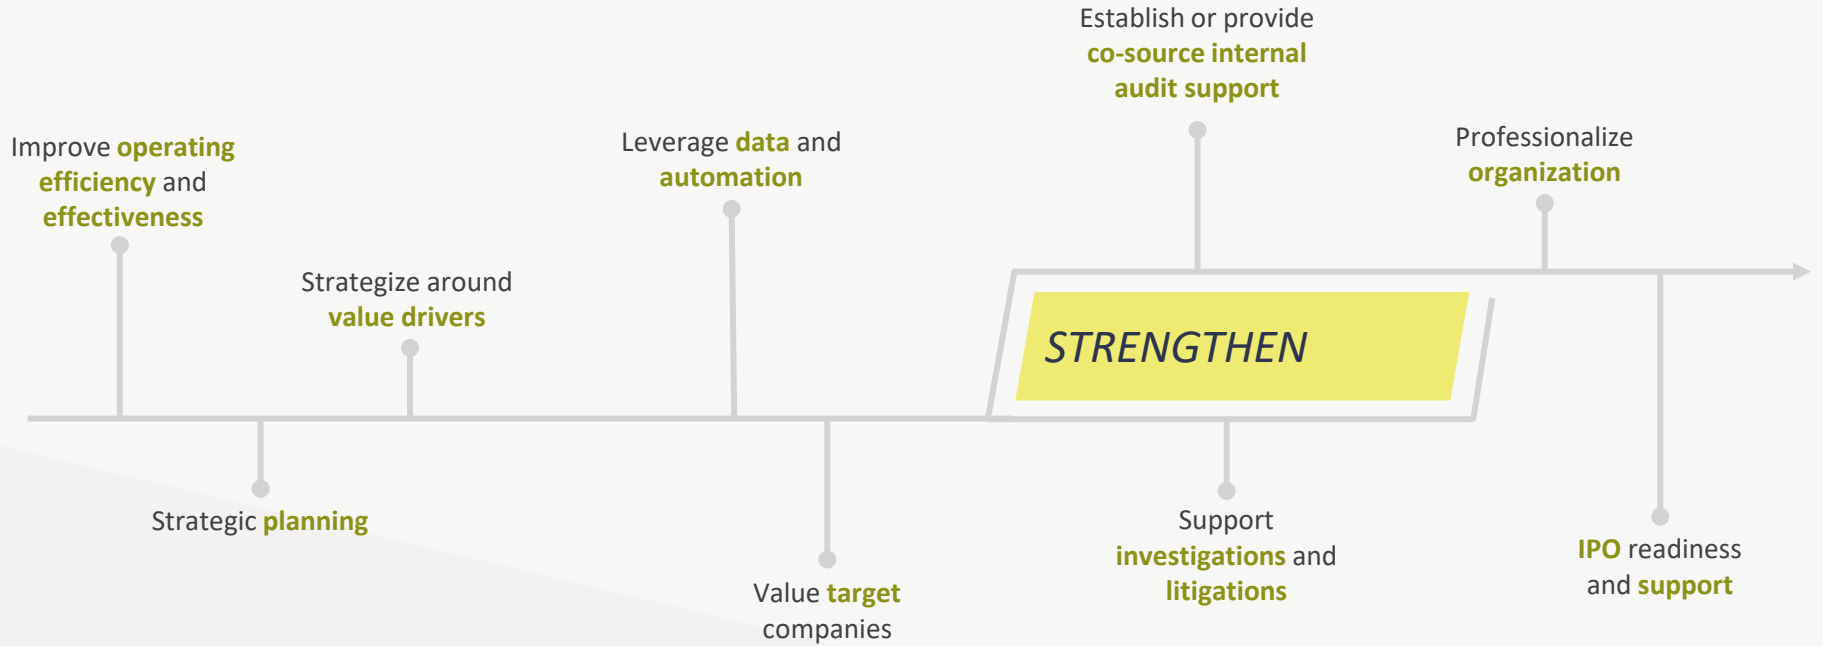 Improve operating
efficiency and
effectiveness
Strategic planning
Strategize around
value drivers
Leverage data and
automation
Value target
companies
Establish or provide
co-source internal
audit support
STRENGTHEN
Support
investigations and
litigations
Professionalize
organization
IPO readiness
and support